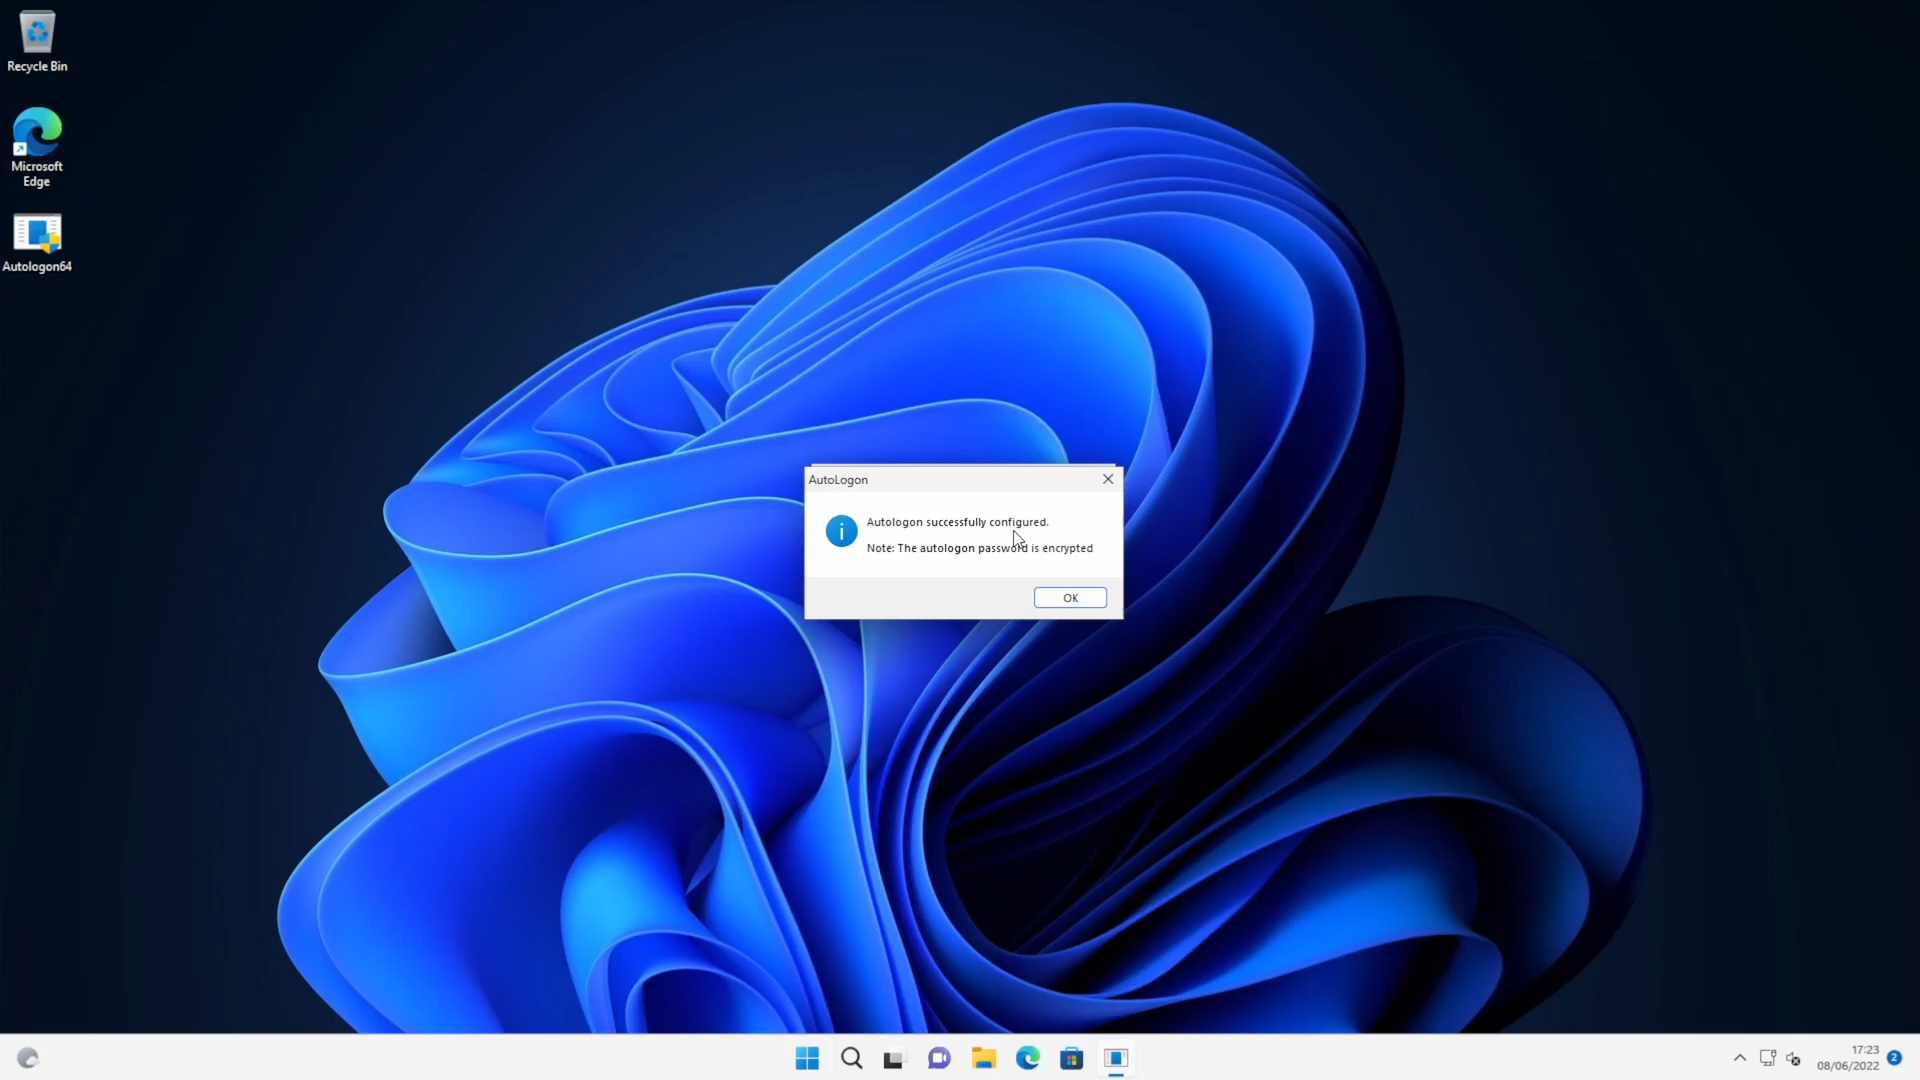 Recycle Bin
Microsoft
Edge
Autologon64
AutoLogon
Autologon successfully configured.
Note: The autologon password is encrypted
OK
17:23
08/06/2022
2